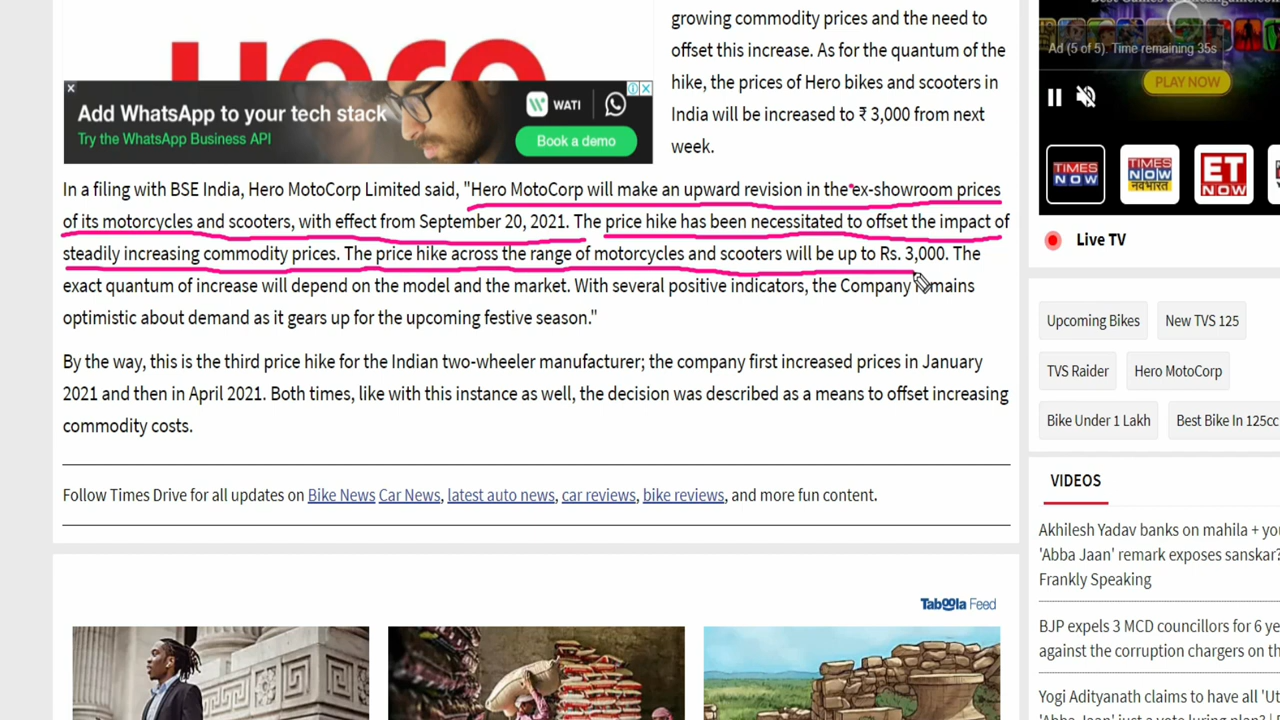 growing commodity prices and the need to
offset this increase. As for the quantum of the
hike, the prices of Hero bikes and scooters in
India will be increased to ₹ 3,000 from next
week.
Hero
Add WhatsApp to your tech stack
Try the WhatsApp Business API
WATI
Book a demo
In a filing with BSE India, Hero MotoCorp Limited said, "Hero MotoCorp will make an upward revision in the ex-showroom prices
of its motorcycles and scooters, with effect from September 20, 2021. The price hike has been necessitated to offset the impact of
steadily increasing commodity prices. The price hike across the range of motorcycles and scooters will be up to Rs. 3,000. The
exact quantum of increase will depend on the model and the market. With several positive indicators, the Company remains
optimistic about demand as it gears up for the upcoming festive season."
By the way, this is the third price hike for the Indian two-wheeler manufacturer; the company first increased prices in January
2021 and then in April 2021. Both times, like with this instance as well, the decision was described as a means to offset increasing
commodity costs.
Follow Times Drive for all updates on Bike News Car News, latest auto news, car reviews, bike reviews, and more fun content.
Taboola Feed
Ad (5 of 5). Time remaining 35s
PLAY NOW
TIMES NOW
TIMES NOW नवभारत
ET NOW
Live TV
Upcoming Bikes
New TVS 125
TVS Raider
Hero MotoCorp
Bike Under 1 Lakh
Best Bike In 125cc
VIDEOS
Akhilesh Yadav banks on mahila +
'Abba Jaan' remark exposes sanskar?
Frankly Speaking
BJP expels 3 MCD councillors for 6
against the corruption chargers on
Yogi Adityanath claims to have all